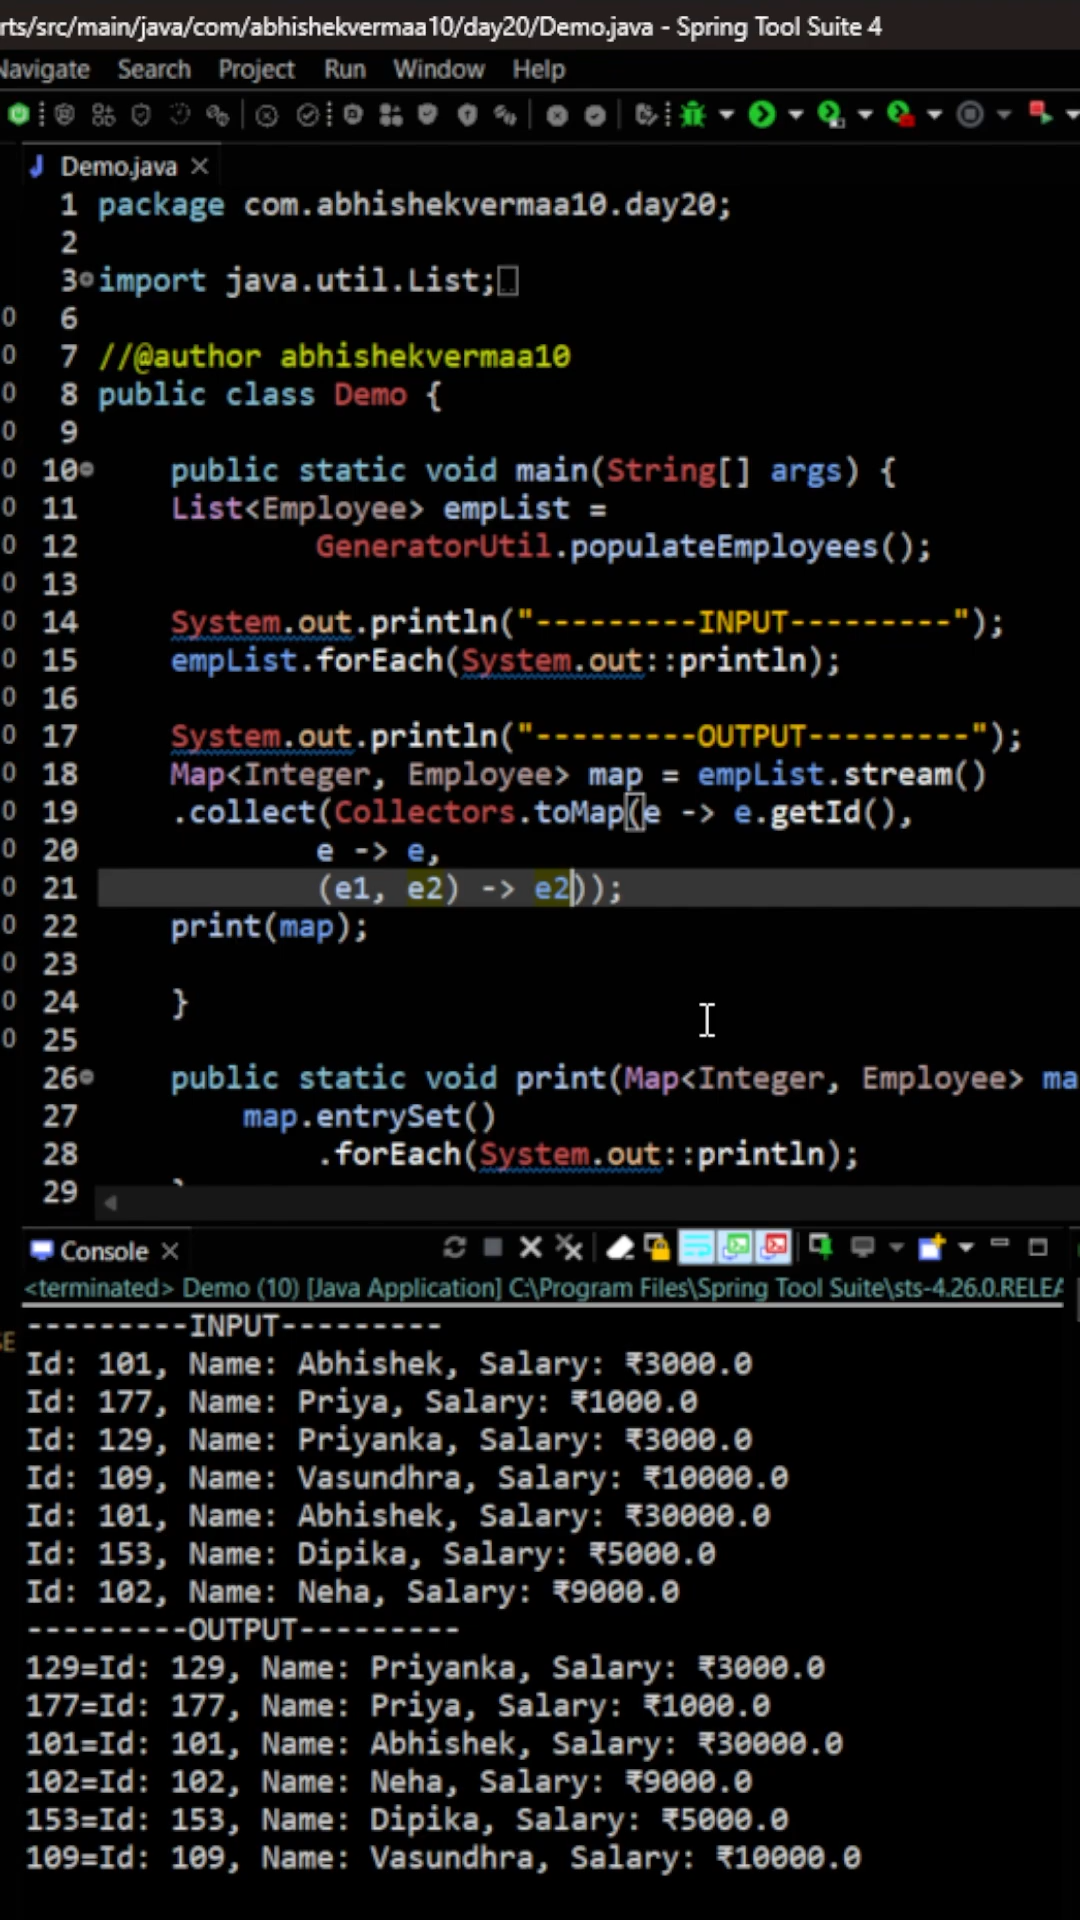 rts/src/main/java/com/abhishekvermaa10/day20/Demo.java - Spring Tool Suite 4
Navigate Search Project Run Window Help
Demo.java
1 package com.abhishekvermaa10.day20;
2
3 import java.util.List;
6
7 //@author abhishekvermaa10
8 public class Demo {
9
10 public static void main(String[] args) {
11 List<Employee> empList =
12 GeneratorUtil.populateEmployees();
13
14 System.out.println("---------INPUT---------");
15 empList.forEach(System.out::println);
16
17 System.out.println("---------OUTPUT---------");
18 Map<Integer, Employee> map = empList.stream()
19 .collect(Collectors.toMap(e -> e.getId(),
20 e -> e,
21 (e1, e2) -> e2));
22 print(map);
23
24 }
25
26 public static void print(Map<Integer, Employee> ma
27 map.entrySet()
28 .forEach(System.out::println);
29
Console
<terminated> Demo (10) [Java Application] C:\Program Files\Spring Tool Suite\sts-4.26.0.RELEA
---------INPUT---------
Id: 101, Name: Abhishek, Salary: ₹3000.0
Id: 177, Name: Priya, Salary: ₹1000.0
Id: 129, Name: Priyanka, Salary: ₹3000.0
Id: 109, Name: Vasundhra, Salary: ₹10000.0
Id: 101, Name: Abhishek, Salary: ₹30000.0
Id: 153, Name: Dipika, Salary: ₹5000.0
Id: 102, Name: Neha, Salary: ₹9000.0
---------OUTPUT---------
129=Id: 129, Name: Priyanka, Salary: ₹3000.0
177=Id: 177, Name: Priya, Salary: ₹1000.0
101=Id: 101, Name: Abhishek, Salary: ₹30000.0
102=Id: 102, Name: Neha, Salary: ₹9000.0
153=Id: 153, Name: Dipika, Salary: ₹5000.0
109=Id: 109, Name: Vasundhra, Salary: ₹10000.0